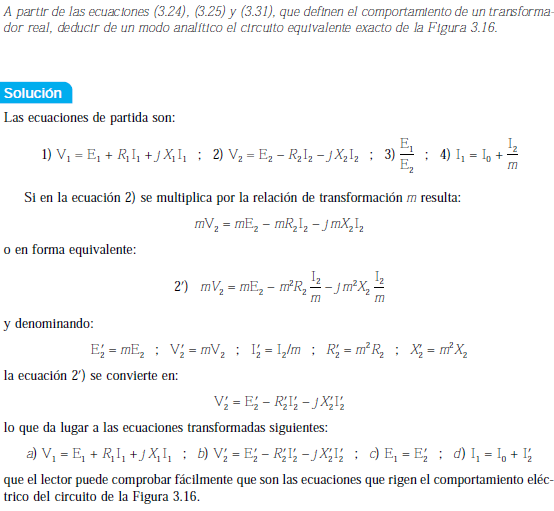 A partir de las ecuaciones (3.24), (3.25) y (3.31), que definen el comportamiento de un transforma-
dor real, deducir de un modo analítico el circuito equivalente exacto de la Figura 3.16.
Solución
Las ecuaciones de partida son:
1) V₁ = E₁ + R₁I₁ + jX₁I₁ ; 2) V₂ = E₂ − R₂I₂ − jX₂I₂ ; 3) E₁/E₂ ; 4) I₁ = I₀ + I₂/m
Si en la ecuación 2) se multiplica por la relación de transformación m resulta:
mV₂ = mE₂ − mR₂I₂ − jmX₂I₂
o en forma equivalente:
2′) mV₂ = mE₂ − m²R₂ I₂/m − jm²X₂ I₂/m
y denominando:
E′₂ = mE₂ ; V′₂ = mV₂ ; I′₂ = I₂/m ; R′₂ = m²R₂ ; X′₂ = m²X₂
la ecuación 2′) se convierte en:
V′₂ = E′₂ − R′₂I′₂ − jX′₂I′₂
lo que da lugar a las ecuaciones transformadas siguientes:
a) V₁ = E₁ + R₁I₁ + jX₁I₁ ; b) V′₂ = E′₂ − R′₂I′₂ − jX′₂I′₂ ; c) E₁ = E′₂ ; d) I₁ = I₀ + I′₂
que el lector puede comprobar fácilmente que son las ecuaciones que rigen el comportamiento eléc-
trico del circuito de la Figura 3.16.